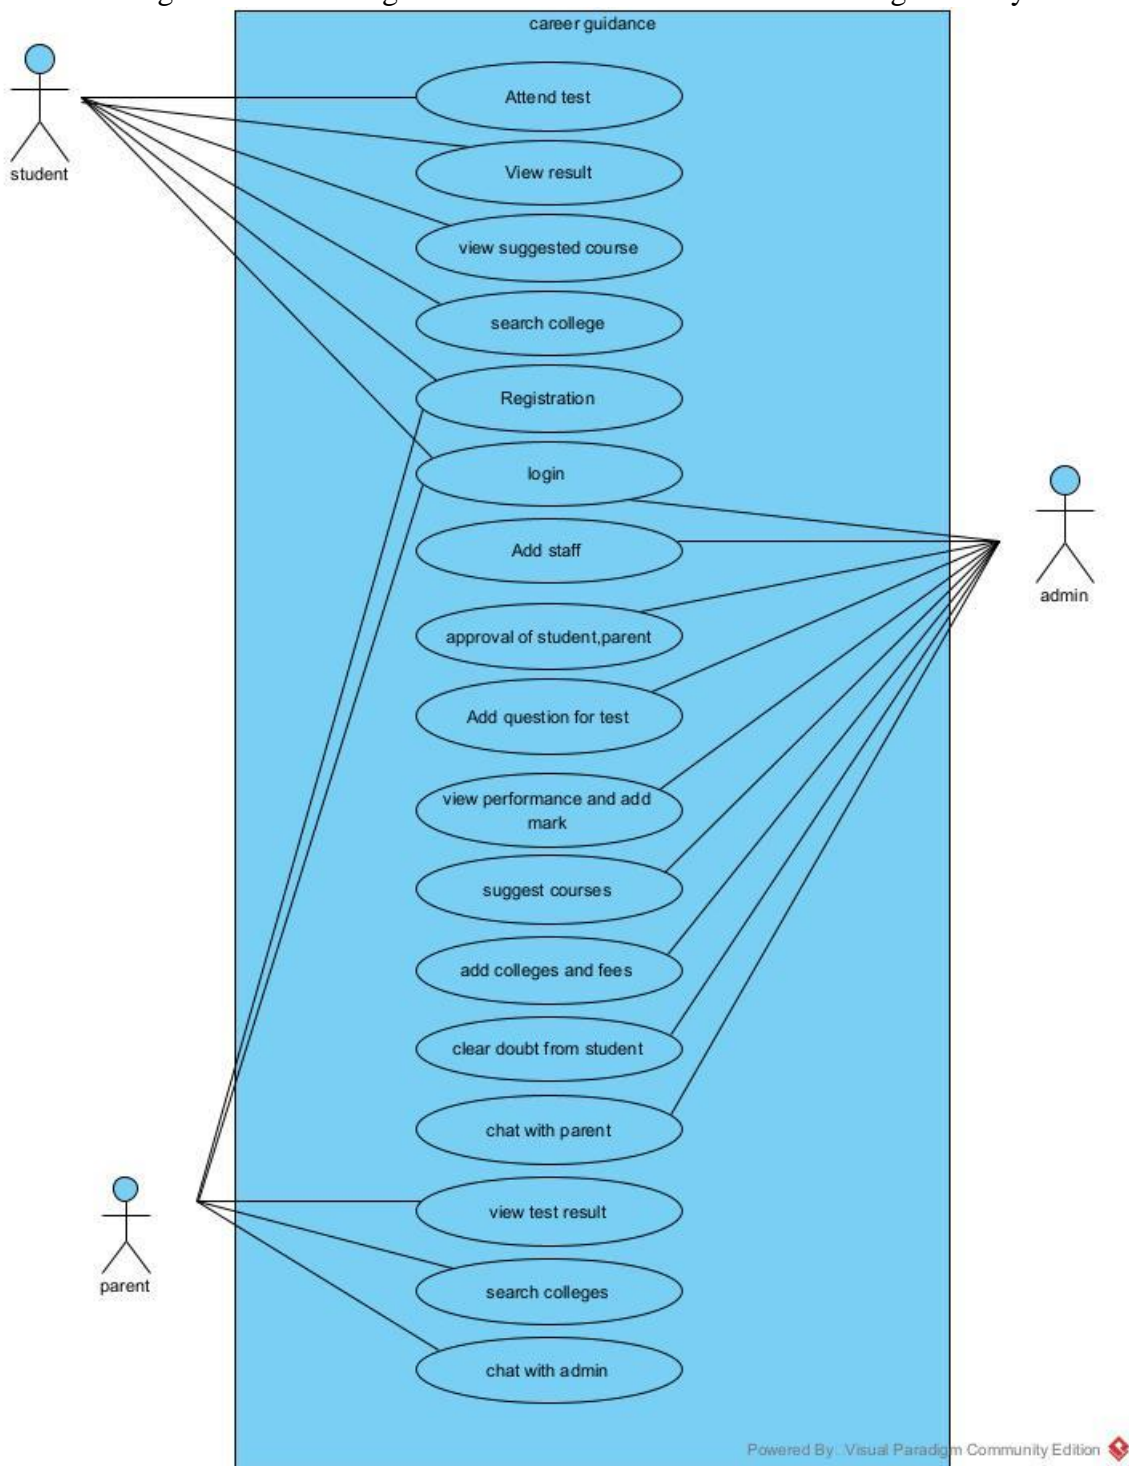 career guidance
Attend test
student
View result
view suggested course
search college
Registration
login
Add staff
admin
approval of student,parent
Add question for test
view performance and add
mark
suggest courses
add colleges and fees
clear doubt from student
chat with parent
view test result
parent
search colleges
chat with admin
Powered By: Visual Paradigm Community Edition